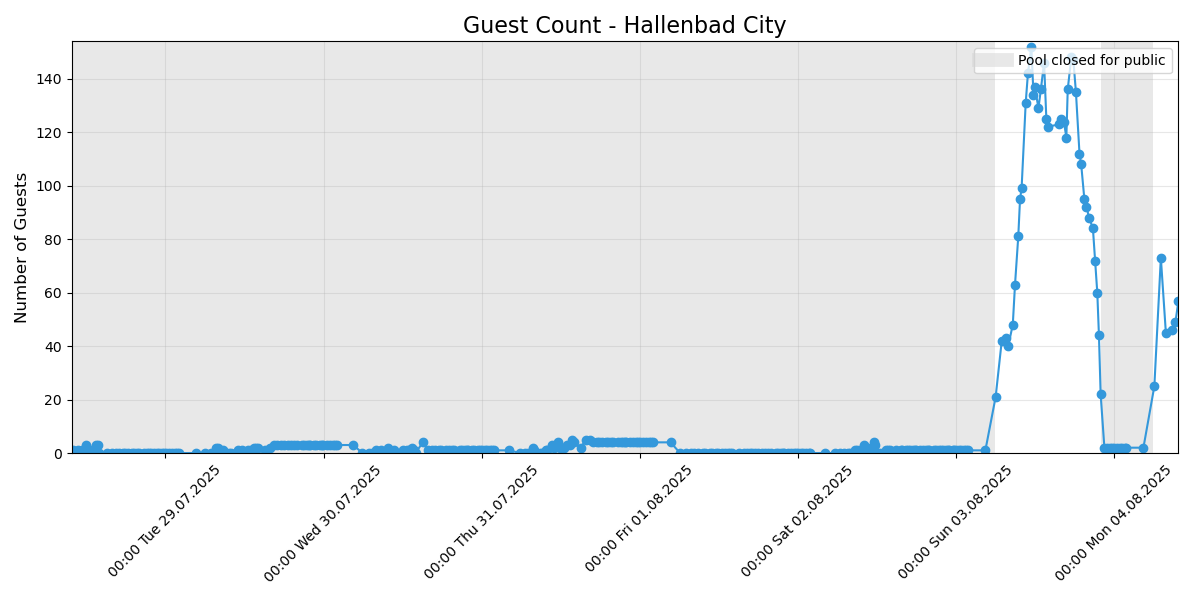 Guest Count - Hallenbad City
Pool closed for public
Number of Guests
140
120
100
80
60
40
20
0
00:00 Tue 29.07.2025
00:00 Wed 30.07.2025
00:00 Thu 31.07.2025
00:00 Fri 01.08.2025
00:00 Sat 02.08.2025
00:00 Sun 03.08.2025
00:00 Mon 04.08.2025